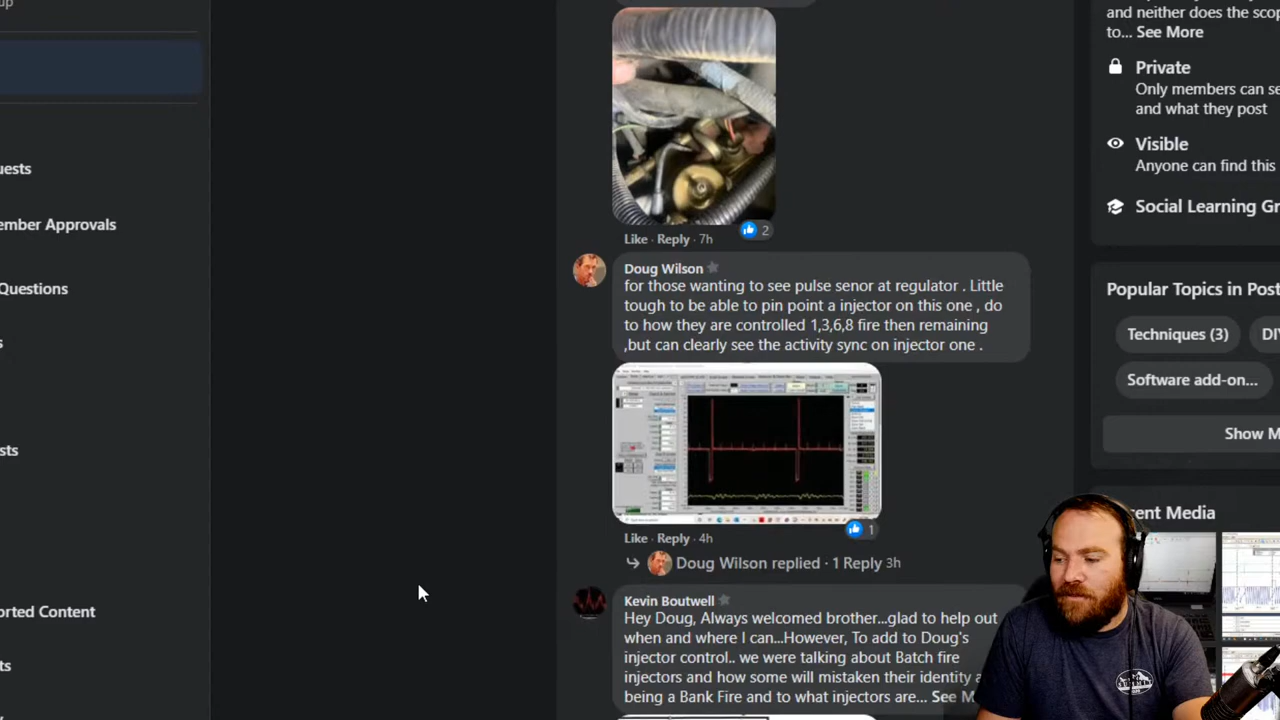 up
and neither does the scop
to... See More
Private
Only members can se
and what they post
Visible
Anyone can find this
Social Learning Gr
Popular Topics in Post
Techniques (3)
DI
Software add-on...
Show M
ent Media
uests
ember Approvals
Questions
s
sts
orted Content
ts
Like · Reply · 7h
2
Doug Wilson
for those wanting to see pulse senor at regulator . Little
tough to be able to pin point a injector on this one , do
to how they are controlled 1,3,6,8 fire then remaining
,but can clearly see the activity sync on injector one .
Like · Reply · 4h
1
Doug Wilson replied · 1 Reply 3h
Kevin Boutwell
Hey Doug, Always welcomed brother...glad to help out
when and where I can...However, To add to Doug's
injector control.. we were talking about Batch fire
injectors and how some will mistaken their identity a
being a Bank Fire and to what injectors are... See M